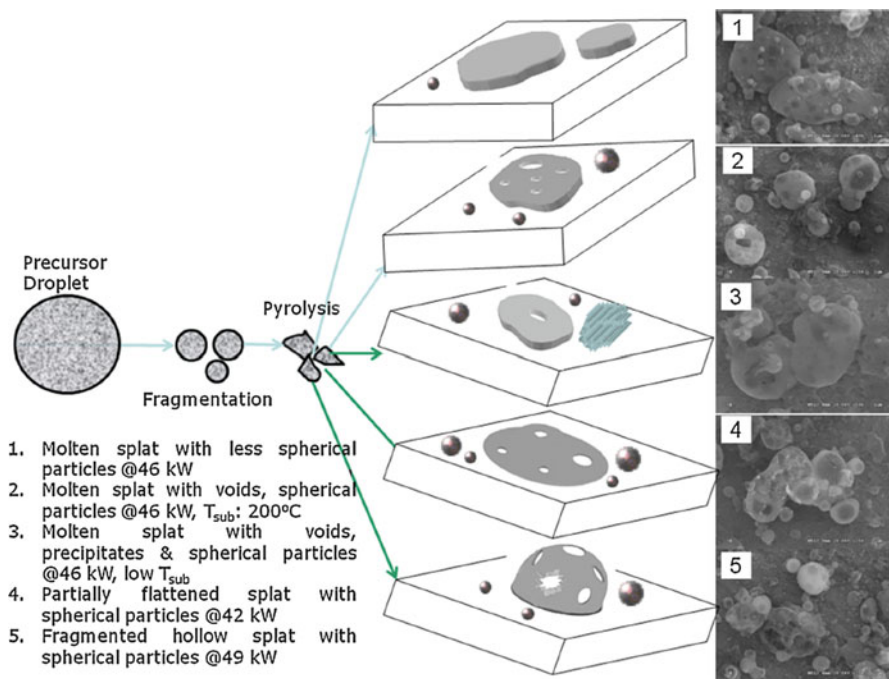 Precursor
Droplet
Pyrolysis
Fragmentation
1. Molten splat with less spherical
particles @46 kW
2. Molten splat with voids, spherical
particles @46 kW, T_sub: 200ºC
3. Molten splat with voids,
precipitates & spherical particles
@46 kW, low T_sub
4. Partially flattened splat with
spherical particles @42 kW
5. Fragmented hollow splat with
spherical particles @49 kW
1
2
3
4
5